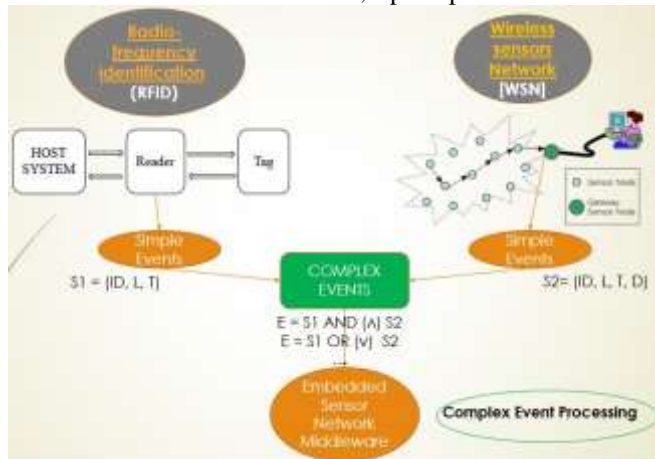 Radio-
frequency
identification
(RFID)
Wireless
sensors
Network
[WSN]
HOST
SYSTEM
Reader
Tag
Sensor Node
Gateway
Sensor Node
Simple
Events
Simple
Events
S1 = (ID, L, T)
COMPLEX
EVENTS
S2= (ID, L, T, D)
E = S1 AND (∧) S2
E = S1 OR (∨) S2
Embedded
Sensor
Network
Middleware
Complex Event Processing